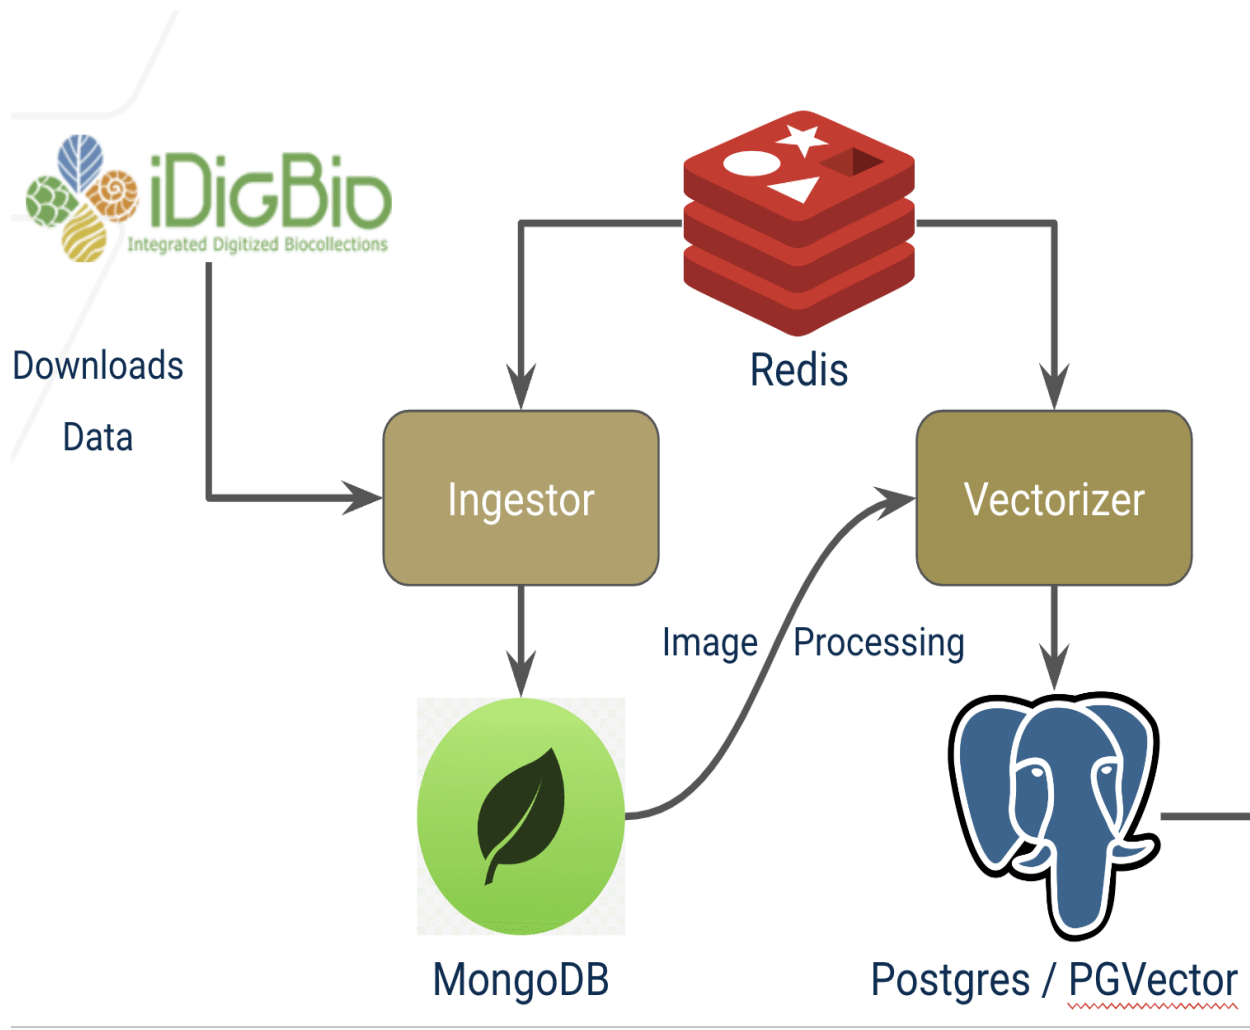 iDigBio
Integrated Digitized Biocollections
Redis
Downloads
Data
Ingestor
Vectorizer
Image Processing
MongoDB
Postgres / PGVector